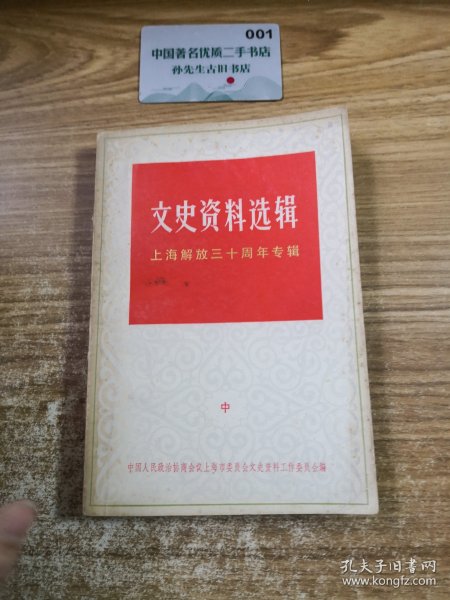 001
中国著名优质二手书店
孙先生古旧书店
文史资料选辑
上海解放三十周年专辑
中
中国人民政治协商会议上海市委员会文史资料工作委员会编
孔夫子旧书网
www.kongfz.com